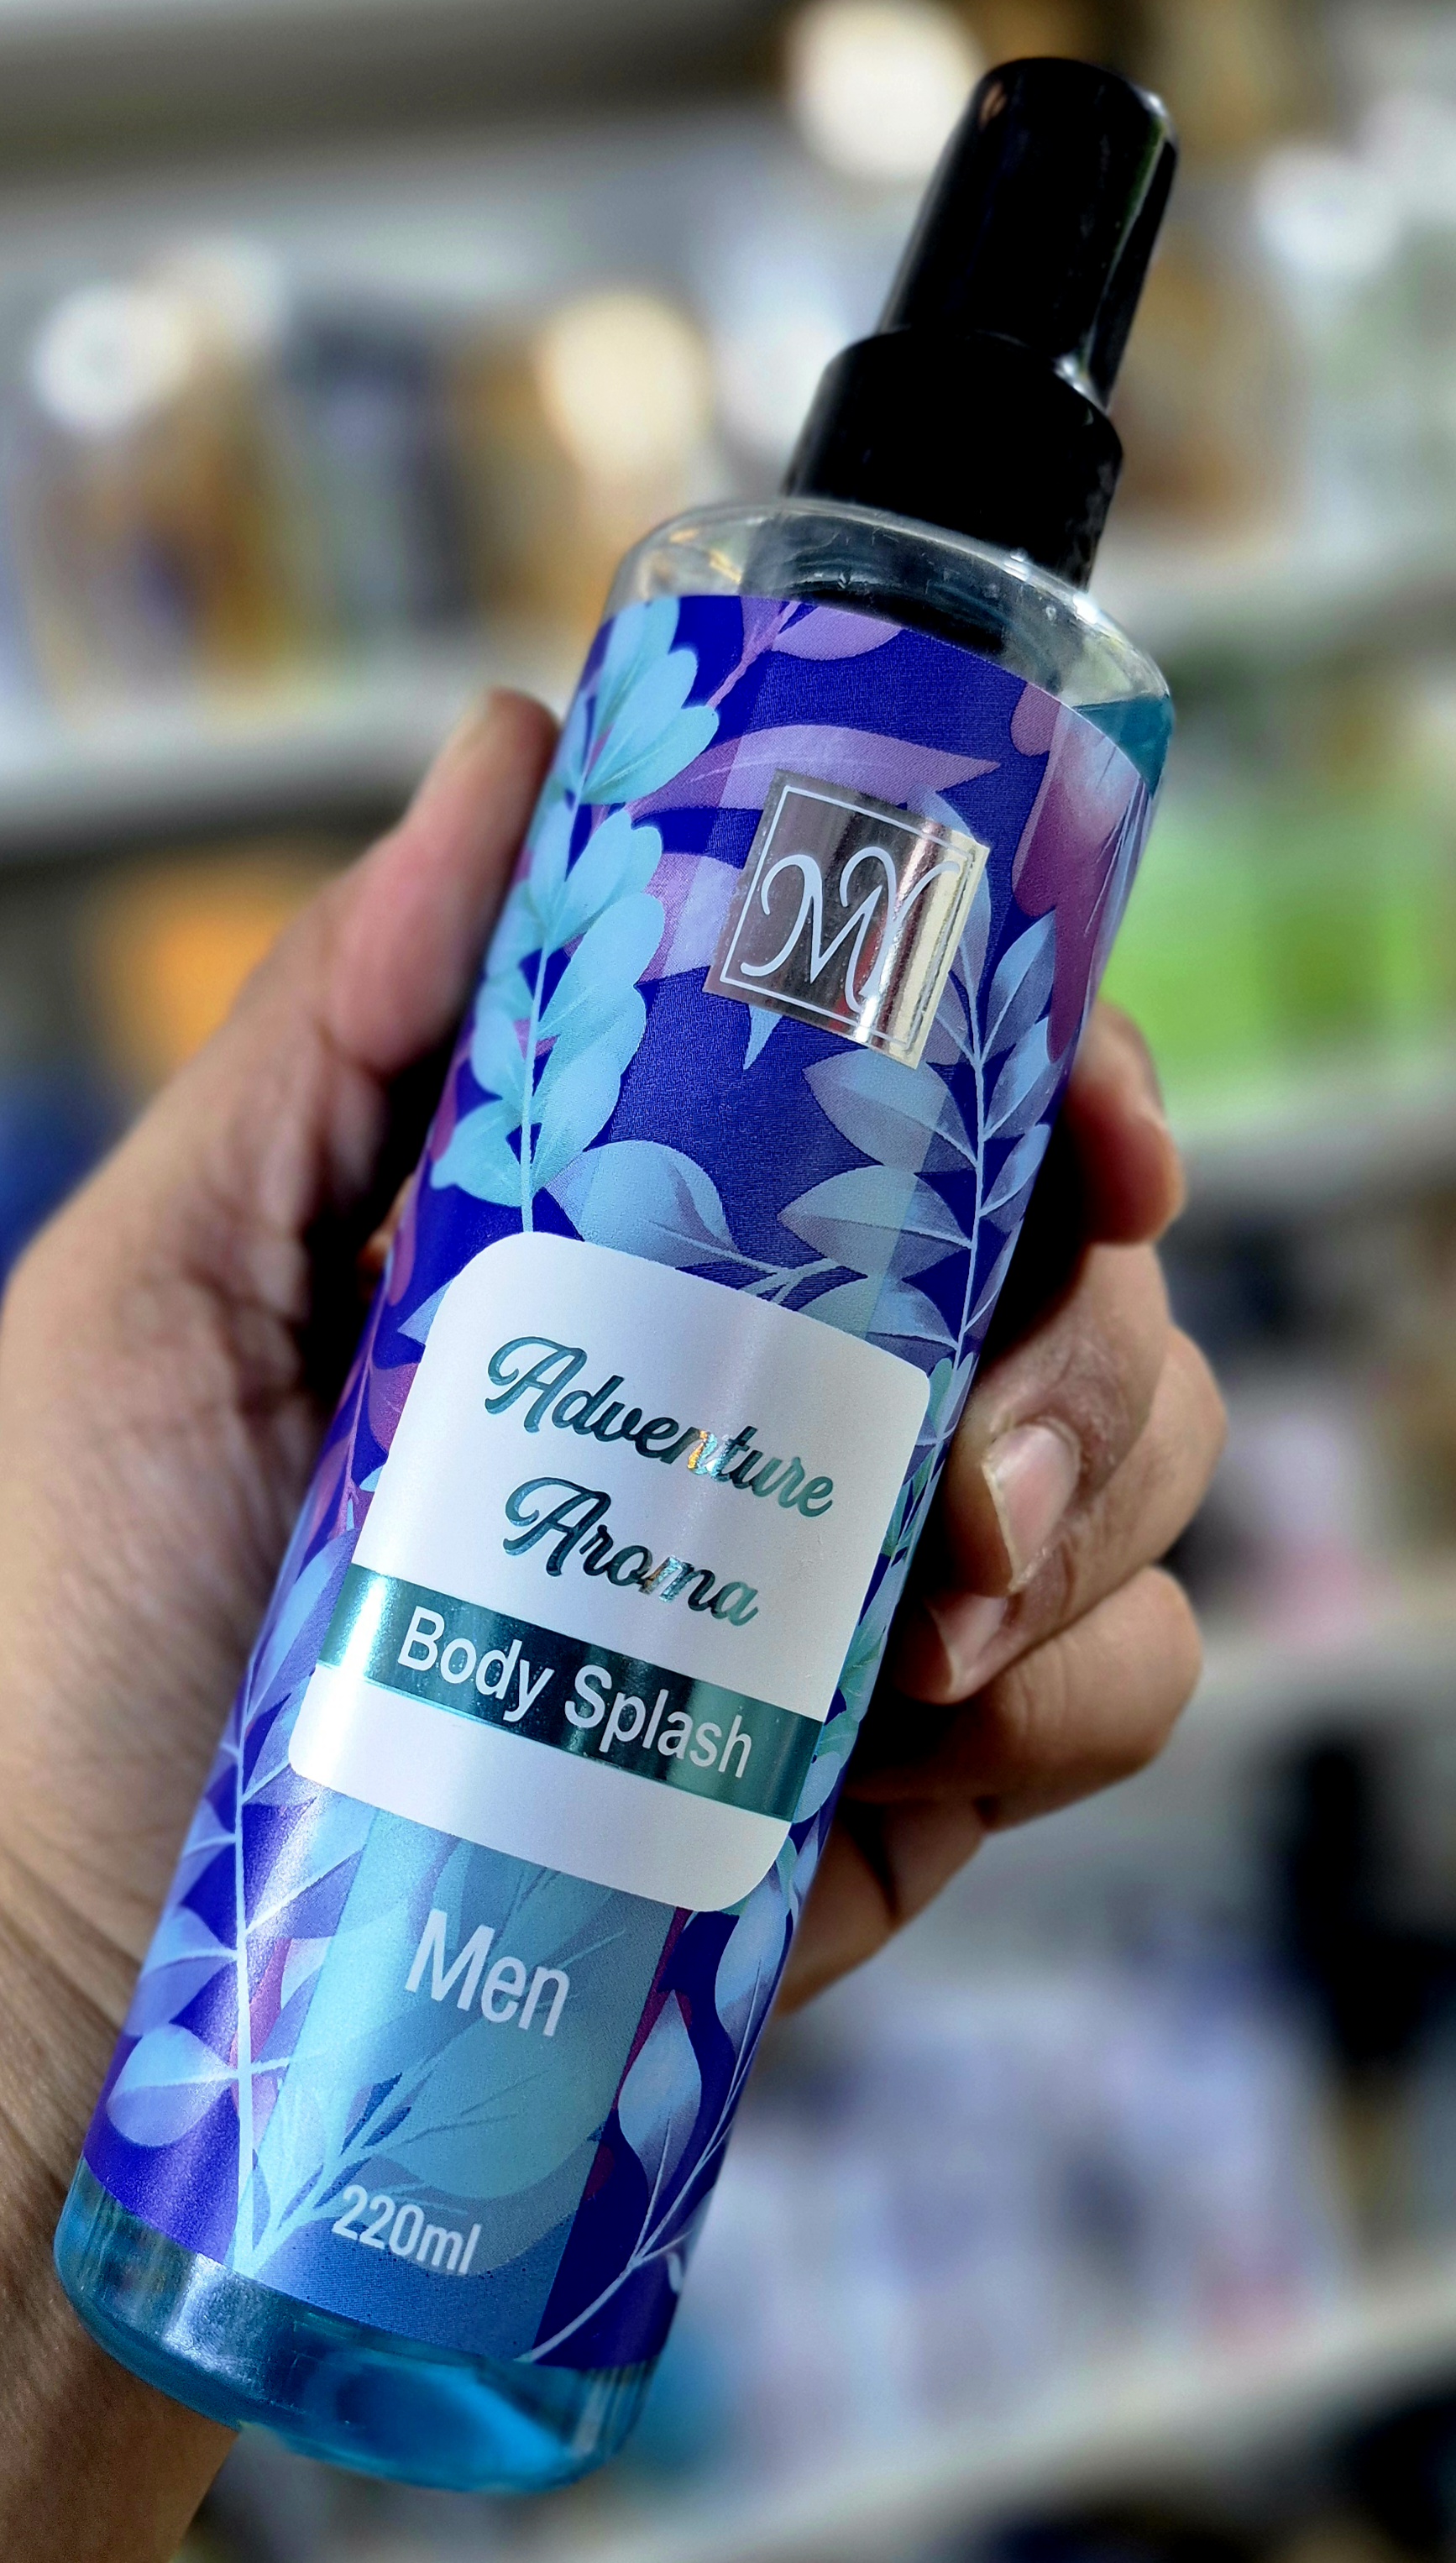 MY
Adventure
Aroma
Body Splash
Men
220ml